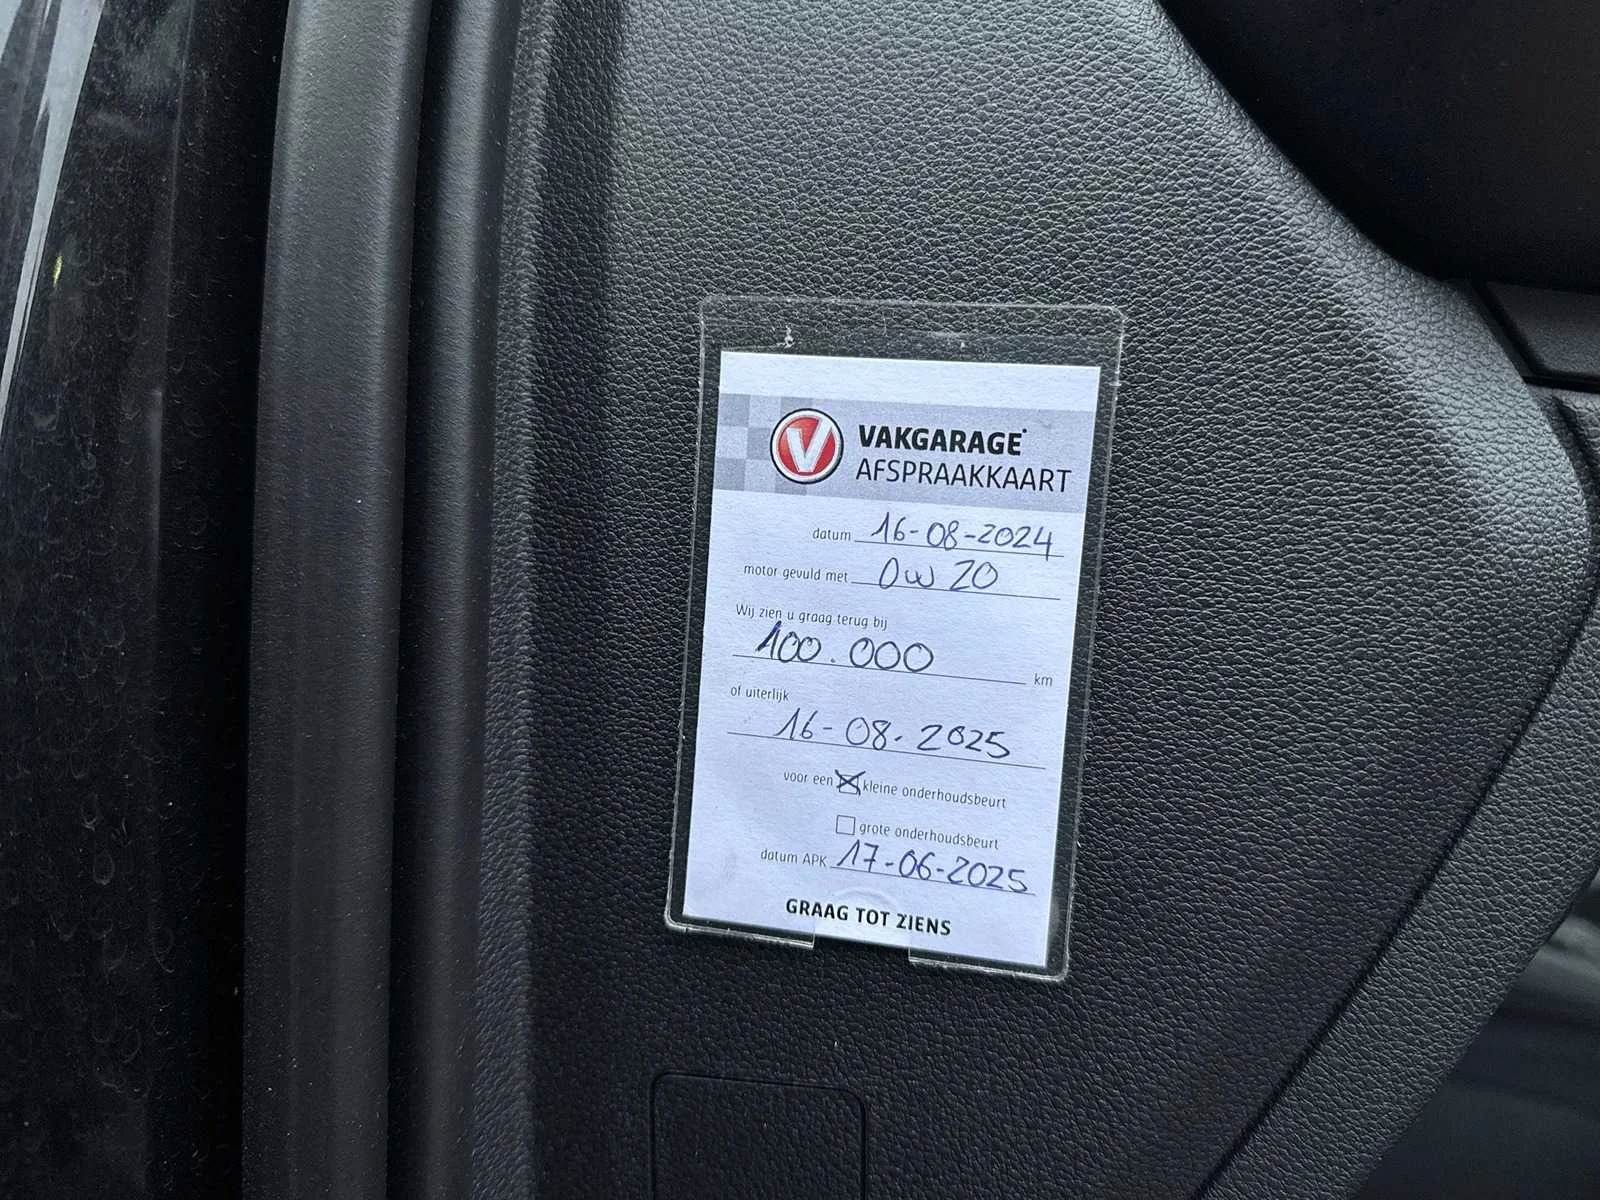 V
VAKGARAGE
AFSPRAAKKAART
datum 16-08-2024
motor gevuld met 0w20
Wij zien u graag terug bij
100.000 km
of uiterlijk
16-08-2025
voor een kleine onderhoudsbeurt
grote onderhoudsbeurt
datum APK 17-06-2025
GRAAG TOT ZIENS